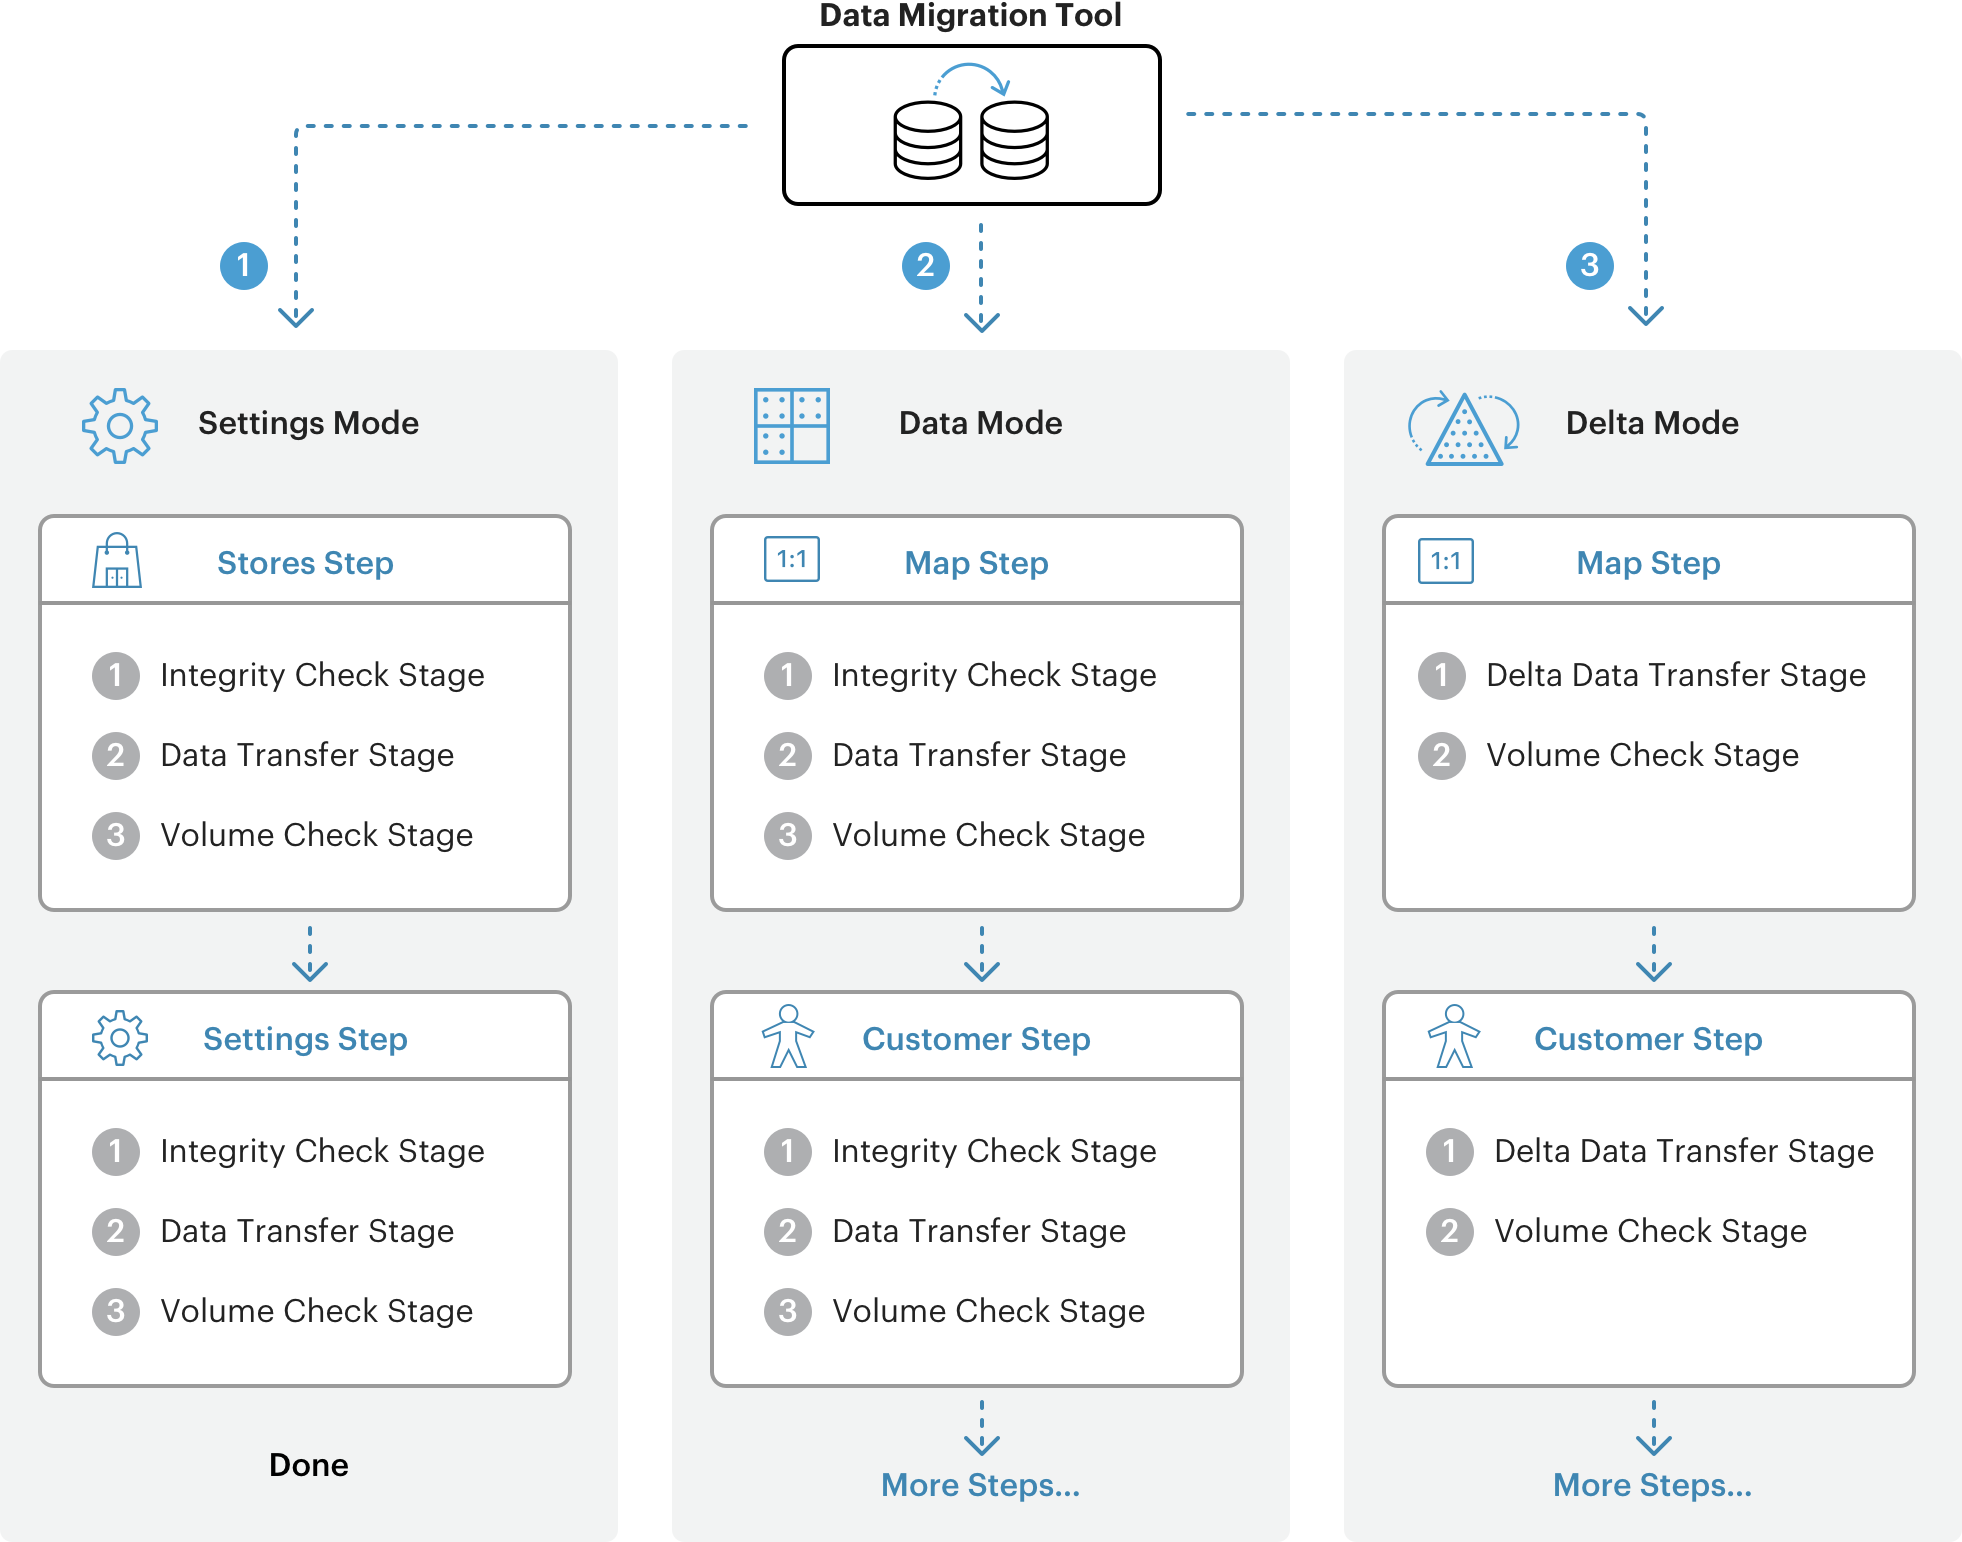 Data Migration Tool
1
2
3
Settings Mode
Stores Step
1 Integrity Check Stage
2 Data Transfer Stage
3 Volume Check Stage
Settings Step
1 Integrity Check Stage
2 Data Transfer Stage
3 Volume Check Stage
Done
Data Mode
1:1 Map Step
1 Integrity Check Stage
2 Data Transfer Stage
3 Volume Check Stage
Customer Step
1 Integrity Check Stage
2 Data Transfer Stage
3 Volume Check Stage
More Steps...
Delta Mode
1:1 Map Step
1 Delta Data Transfer Stage
2 Volume Check Stage
Customer Step
1 Delta Data Transfer Stage
2 Volume Check Stage
More Steps...